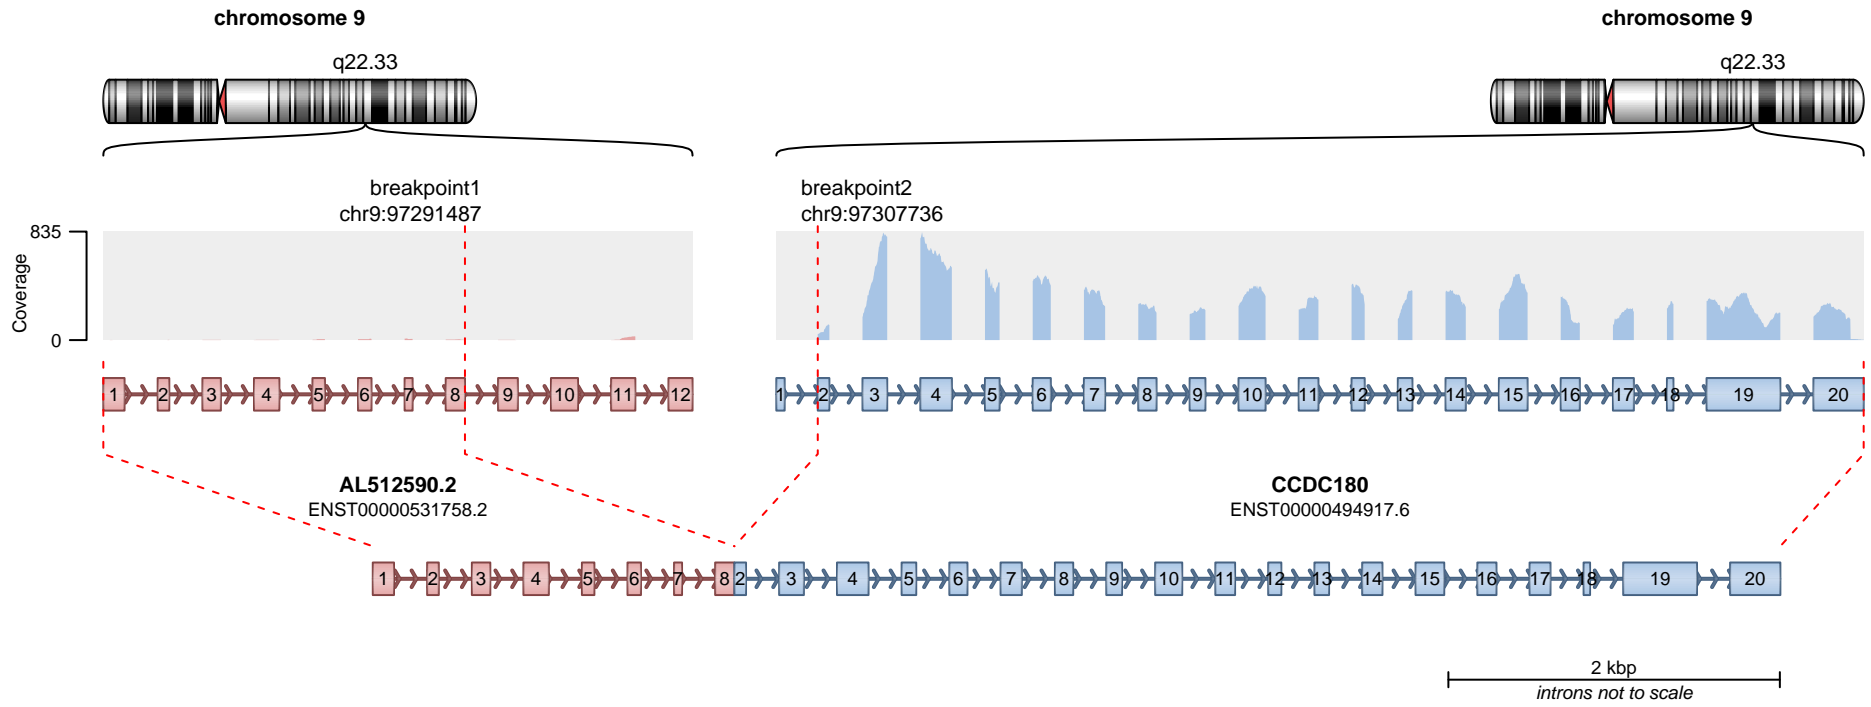 chromosome 9 chromosome 9
q22.33 q22.33
breakpoint1 breakpoint2
chr9:97291487 chr9:97307736
835
Coverage
0
1 2 3 4 5 6 7 8 9 10 11 12 1 2 3 4 5 6 7 8 9 10 11 12 13 14 15 16 17 18 19 20
AL512590.2 CCDC180
ENST00000531758.2 ENST00000494917.6
1 2 3 4 5 6 7 8 2 3 4 5 6 7 8 9 10 11 12 13 14 15 16 17 18 19 20
2 kbp
introns not to scale